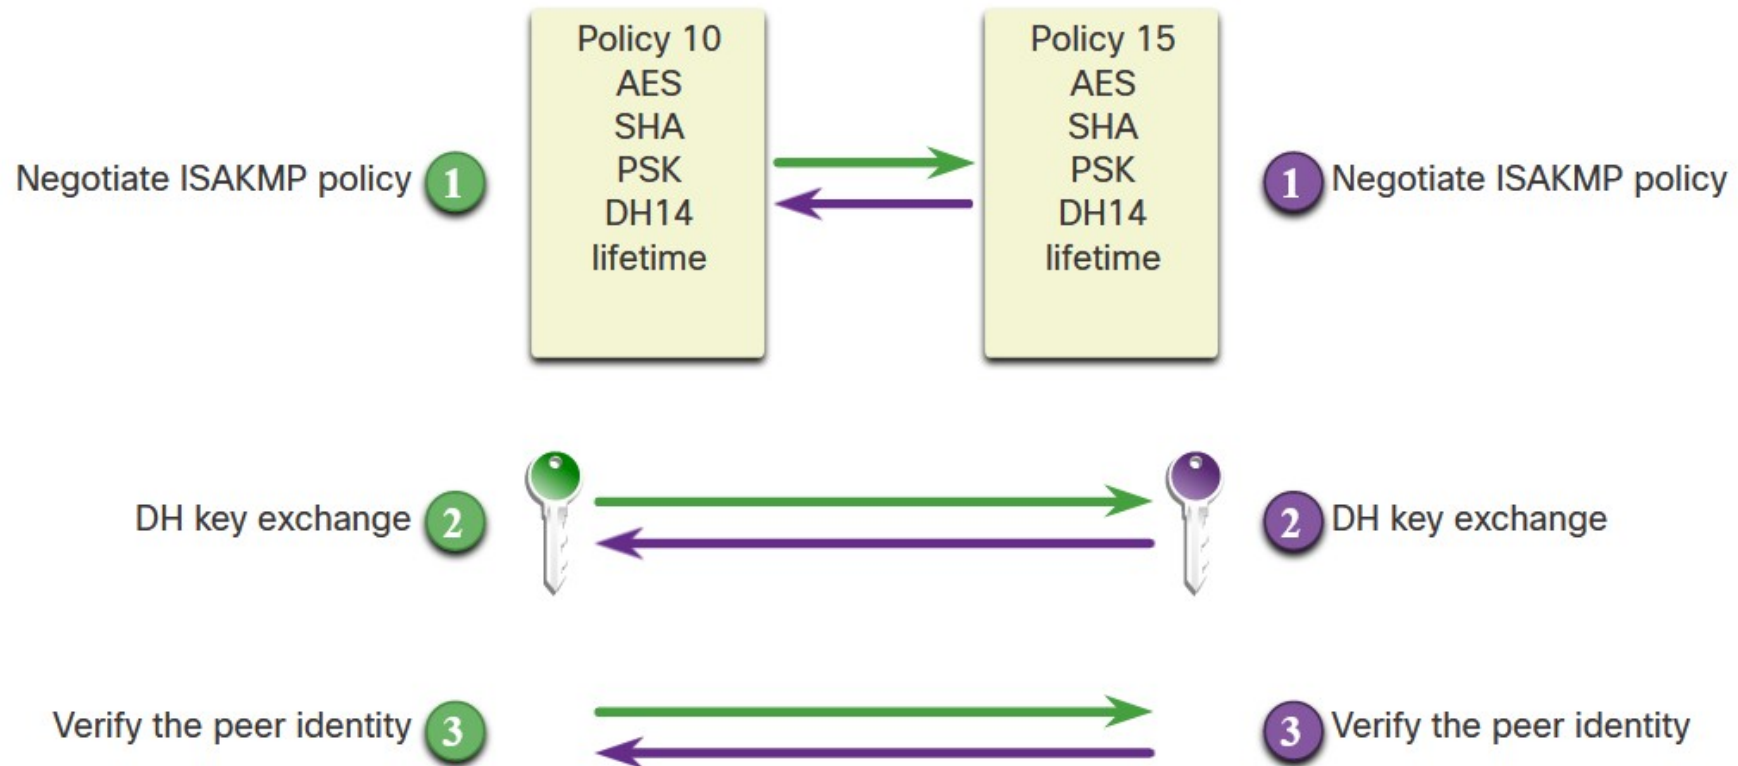 Policy 10
AES
SHA
PSK
DH14
lifetime
Policy 15
AES
SHA
PSK
DH14
lifetime
Negotiate ISAKMP policy 1
1 Negotiate ISAKMP policy
DH key exchange 2
2 DH key exchange
Verify the peer identity 3
3 Verify the peer identity